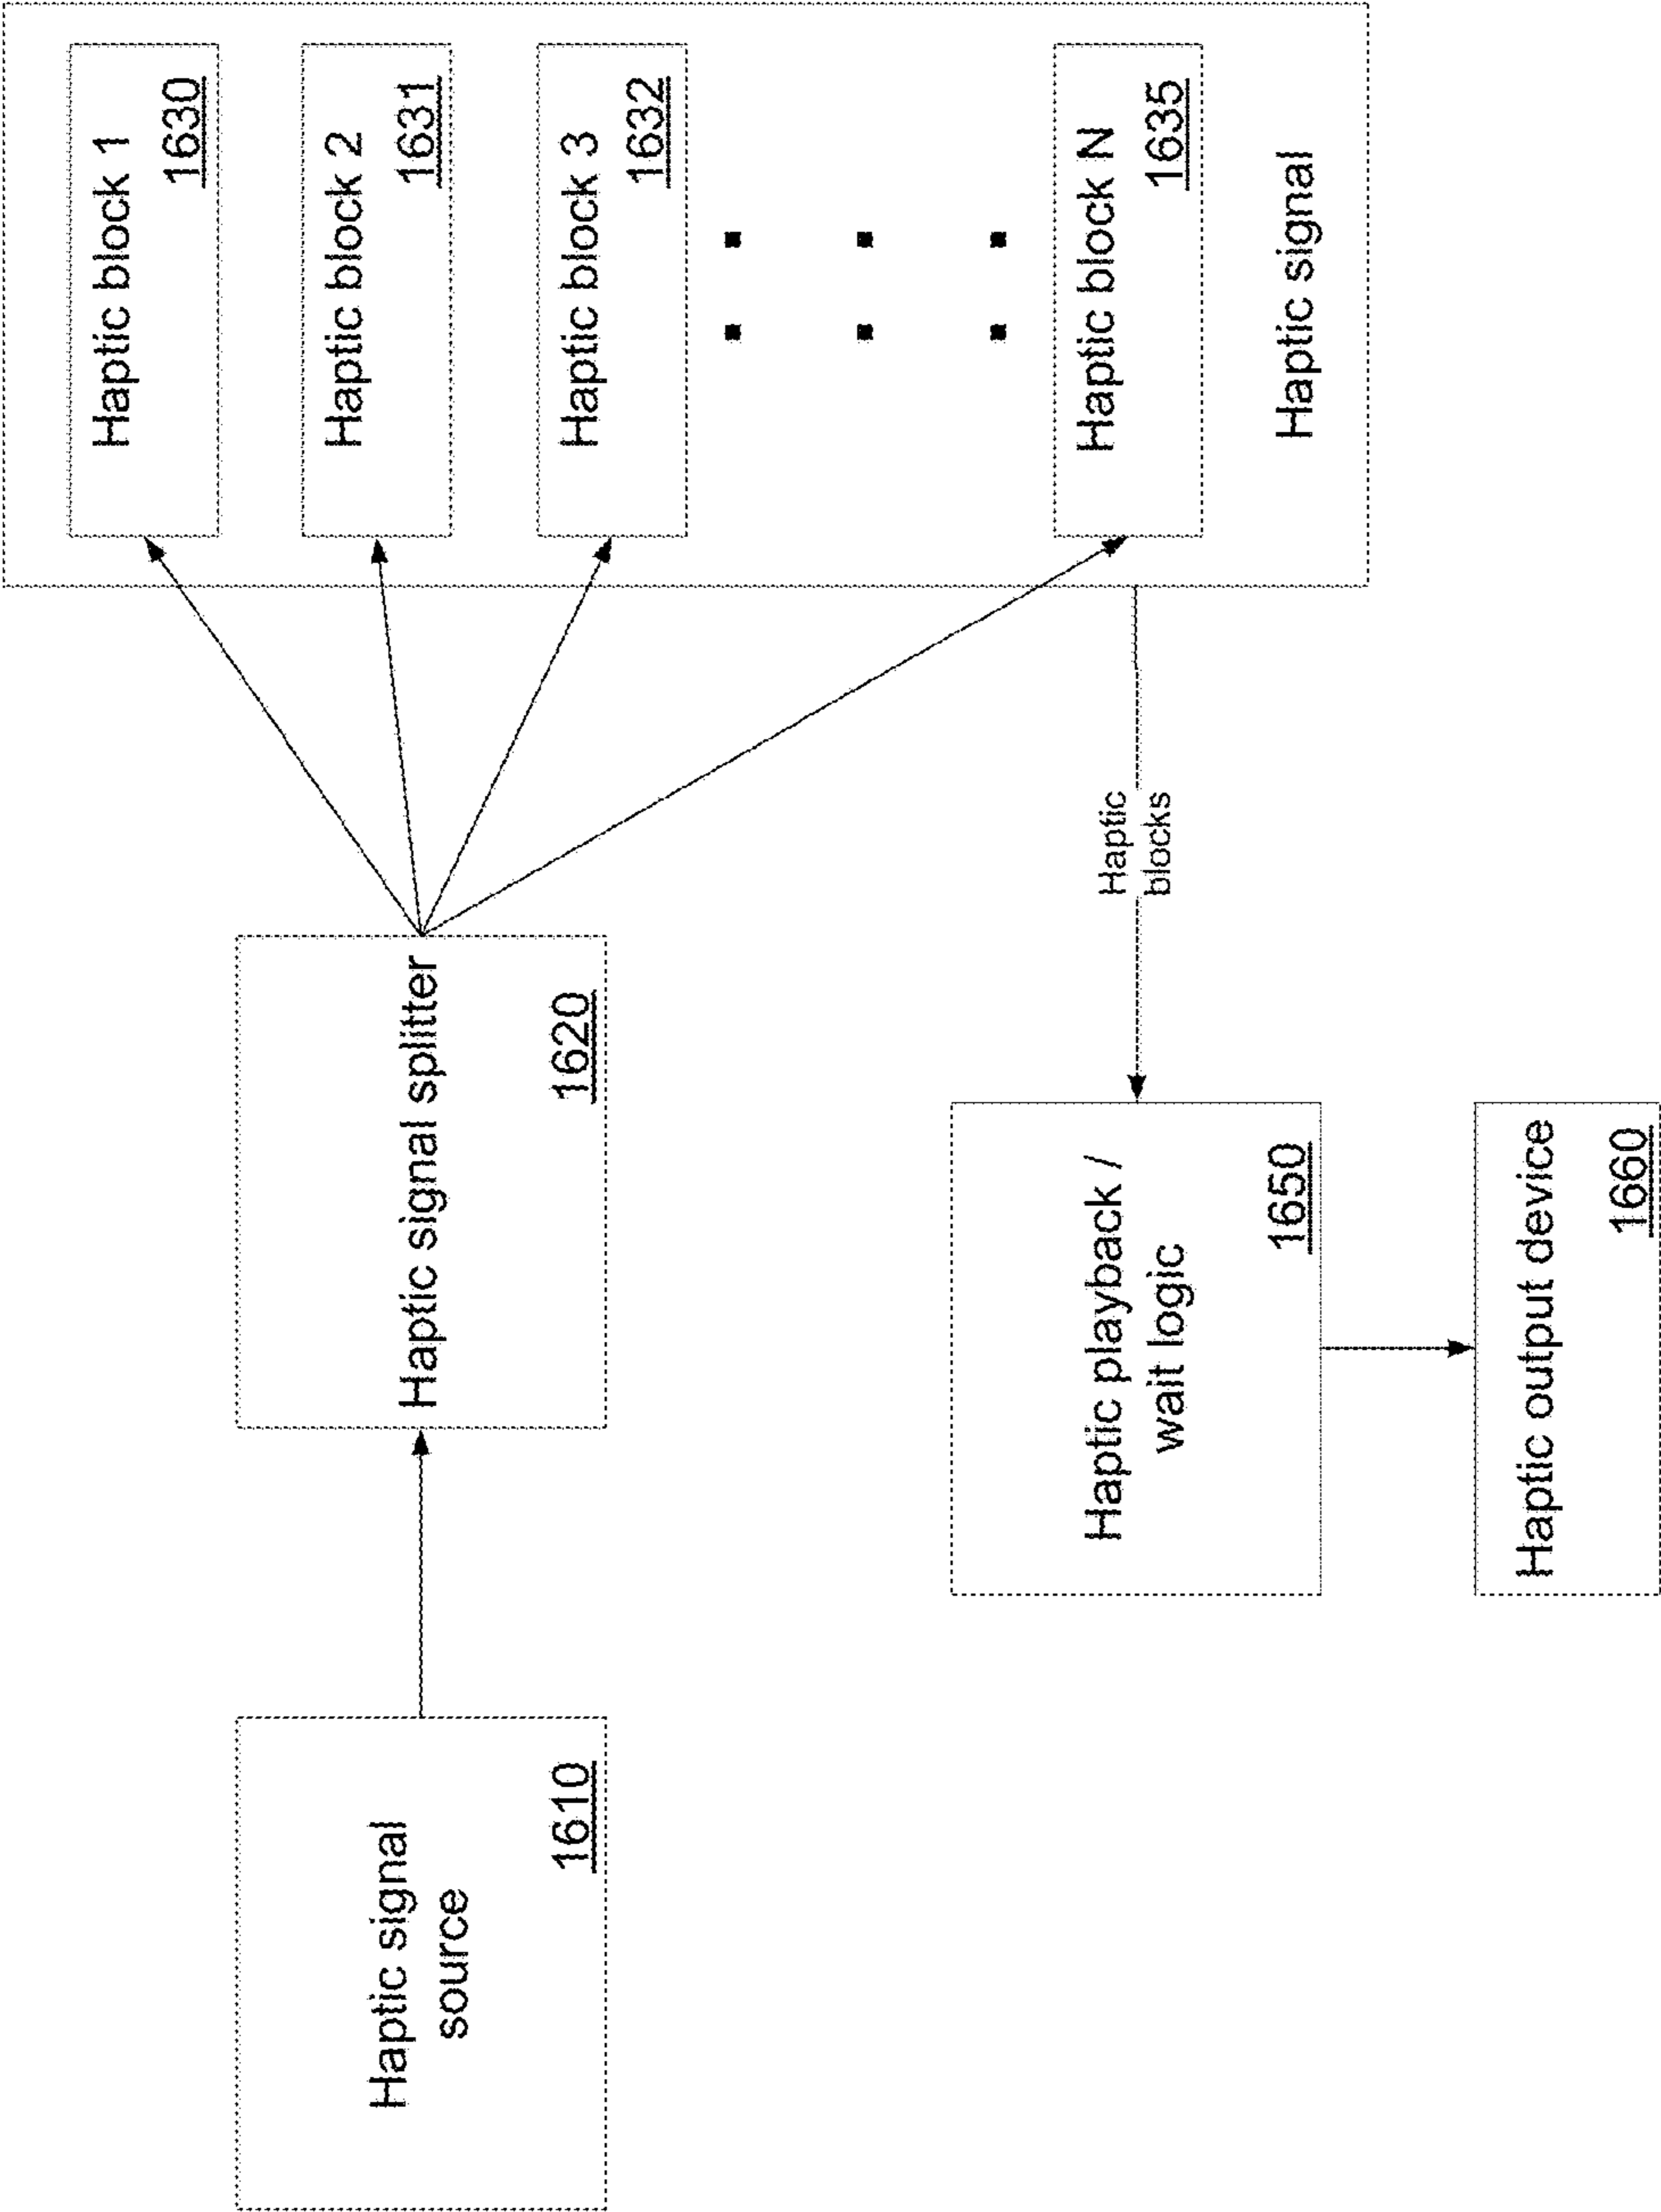 Haptic signal
source
1610
Haptic signal splitter
1620
Haptic block 1
1630
Haptic block 2
1631
Haptic block 3
1632
Haptic block N
1635
Haptic signal
Haptic
blocks
Haptic playback /
wait logic
1650
Haptic output device
1660